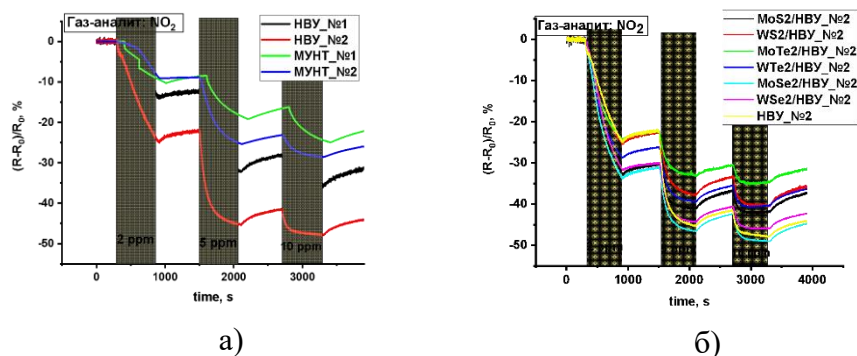 Газ-аналит: NO₂
НВУ_№1
НВУ_№2
МУНТ_№1
МУНТ_№2
(R-R₀)/R₀, %
0
-10
-20
-30
-40
-50
2 ppm
5 ppm
10 ppm
0 1000 2000 3000
time, s
а)
Газ-аналит: NO₂
MoS2/НВУ_№2
WS2/НВУ_№2
MoTe2/НВУ_№2
WTe2/НВУ_№2
MoSe2/НВУ_№2
WSe2/НВУ_№2
НВУ_№2
(R-R₀)/R₀, %
0
-10
-20
-30
-40
-50
0 1000 2000 3000 4000
time, s
б)